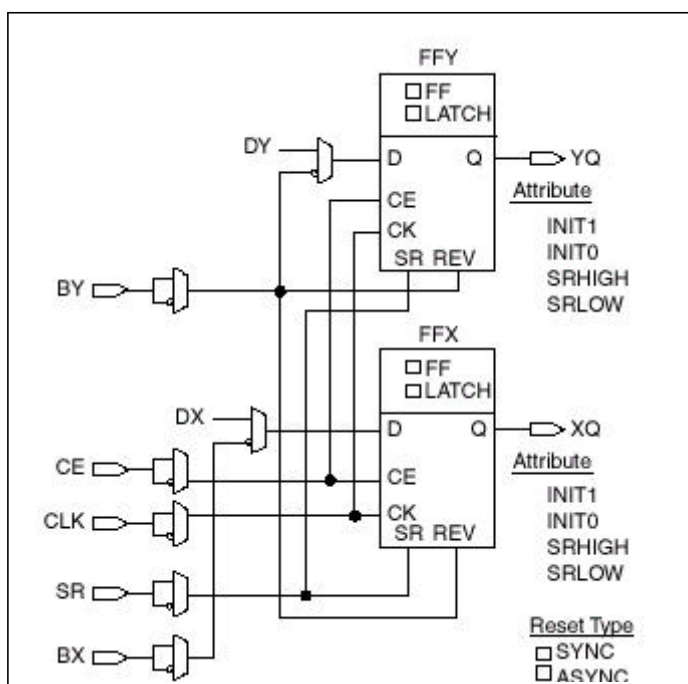 FFY
FF
LATCH
DY
D Q
YQ
Attribute
CE
INIT1
CK
INIT0
SR REV
SRHIGH
BY
SRLOW
FFX
FF
LATCH
DX
D Q
XQ
CE
Attribute
CE
INIT1
CLK
CK
INIT0
SR REV
SRHIGH
SRLOW
SR
Reset Type
SYNC
BX
ASYNC